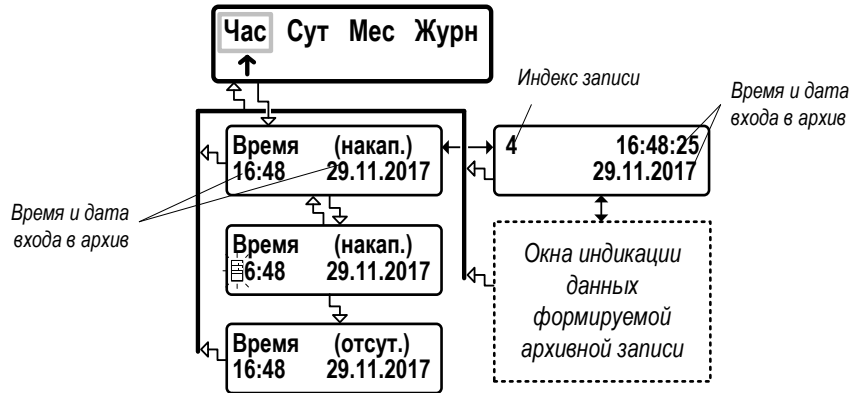 Час Сут Мес Журн
Индекс записи
Время и дата
входа в архив
Время (накап.)
16:48 29.11.2017
4 16:48:25
29.11.2017
Время и дата
входа в архив
Время (накап.)
6:48 29.11.2017
Окна индикации
данных
формируемой
архивной записи
Время (отсут.)
16:48 29.11.2017